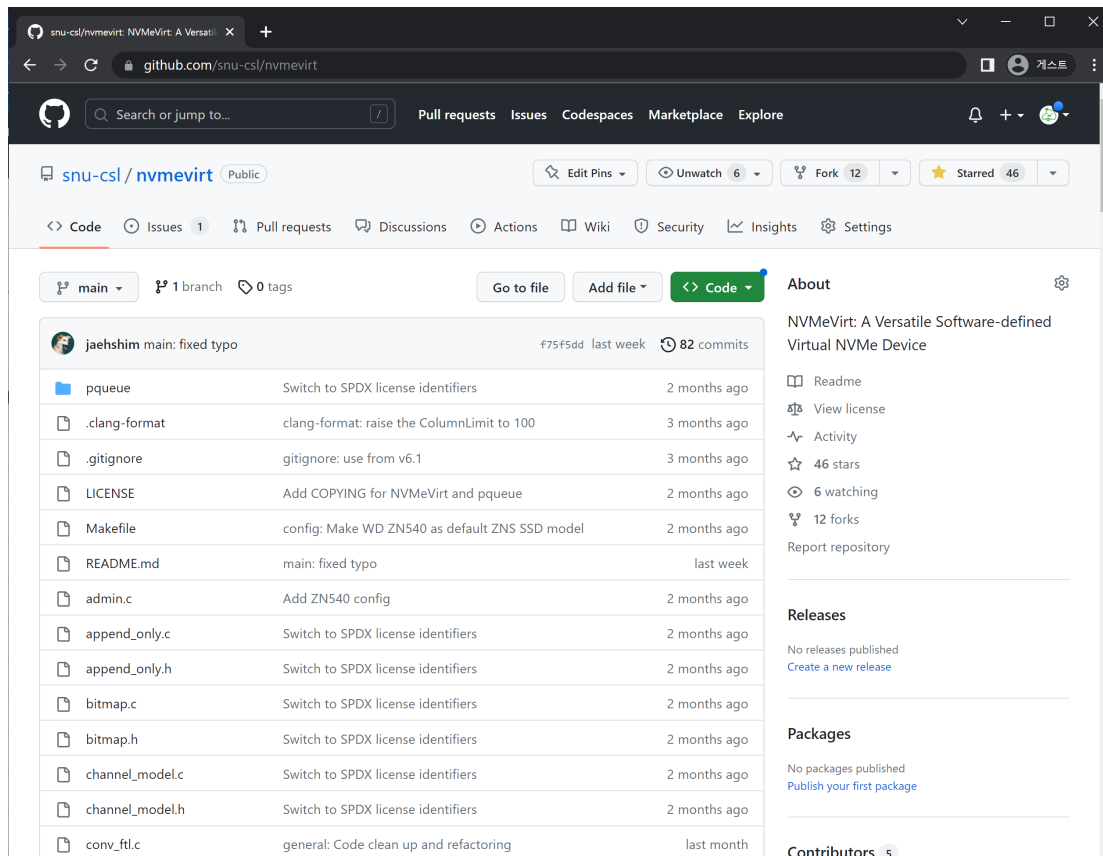 snu-csl/nvmevirt: NVMeVirt: A Versatil
github.com/snu-csl/nvmevirt
게스트
Search or jump to... /
Pull requests Issues Codespaces Marketplace Explore
snu-csl / nvmevirt Public
Edit Pins Unwatch 6 Fork 12 Starred 46
Code Issues 1 Pull requests Discussions Actions Wiki Security Insights Settings
main 1 branch 0 tags Go to file Add file Code
jaehshim main: fixed typo f75f5dd last week 82 commits
pqueue Switch to SPDX license identifiers 2 months ago
.clang-format clang-format: raise the ColumnLimit to 100 3 months ago
.gitignore gitignore: use from v6.1 3 months ago
LICENSE Add COPYING for NVMeVirt and pqueue 2 months ago
Makefile config: Make WD ZN540 as default ZNS SSD model 2 months ago
README.md main: fixed typo last week
admin.c Add ZN540 config 2 months ago
append_only.c Switch to SPDX license identifiers 2 months ago
append_only.h Switch to SPDX license identifiers 2 months ago
bitmap.c Switch to SPDX license identifiers 2 months ago
bitmap.h Switch to SPDX license identifiers 2 months ago
channel_model.c Switch to SPDX license identifiers 2 months ago
channel_model.h Switch to SPDX license identifiers 2 months ago
conv_ftl.c general: Code clean up and refactoring last month
About
NVMeVirt: A Versatile Software-defined
Virtual NVMe Device
Readme
View license
Activity
46 stars
6 watching
12 forks
Report repository
Releases
No releases published
Create a new release
Packages
No packages published
Publish your first package
Contributors 5